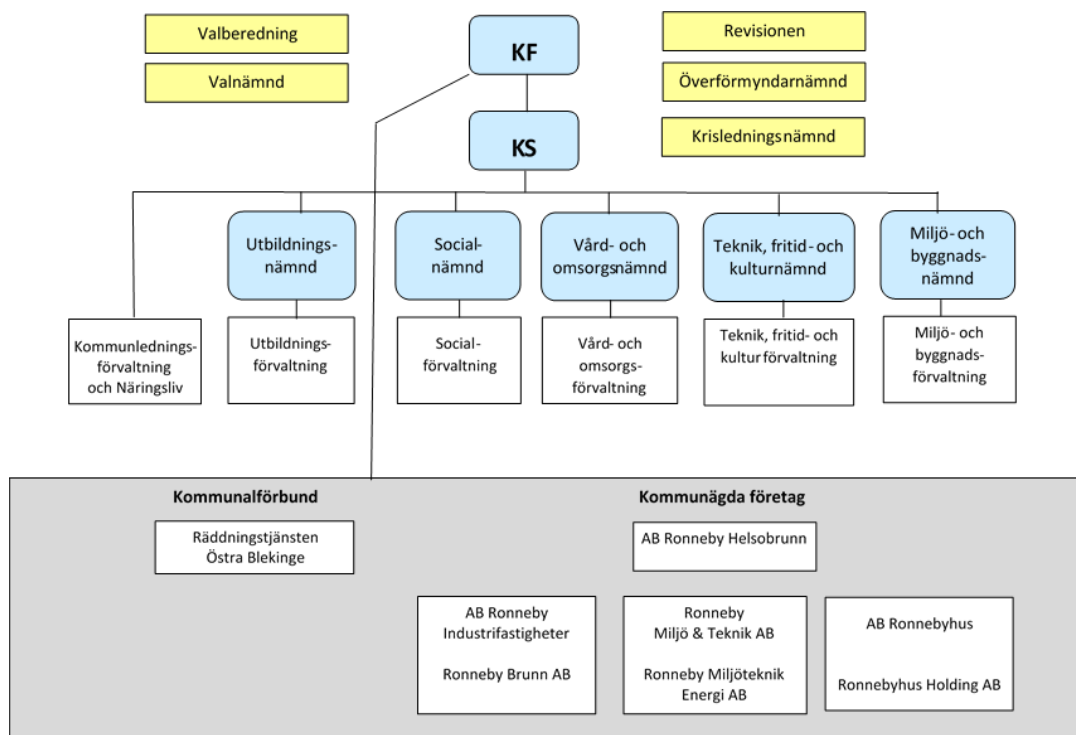 Valberedning
Valnämnd
KF
KS
Revisionen
Överförmyndarnämnd
Krisledningsnämnd
Utbildnings-
nämnd
Social-
nämnd
Vård- och
omsorgsnämnd
Teknik, fritid- och
kulturnämnd
Miljö- och
byggnads-
nämnd
Kommunlednings-
förvaltning
och Näringsliv
Utbildnings-
förvaltning
Social-
förvaltning
Vård- och
omsorgs-
förvaltning
Teknik, fritid- och
kultur förvaltning
Miljö- och
byggnads-
förvaltning
Kommunalförbund
Räddningstjänsten
Östra Blekinge
Kommunägda företag
AB Ronneby Helsobrunn
AB Ronneby
Industrifastigheter
Ronneby Brunn AB
Ronneby
Miljö & Teknik AB
Ronneby Miljöteknik
Energi AB
AB Ronnebyhus
Ronnebyhus Holding AB